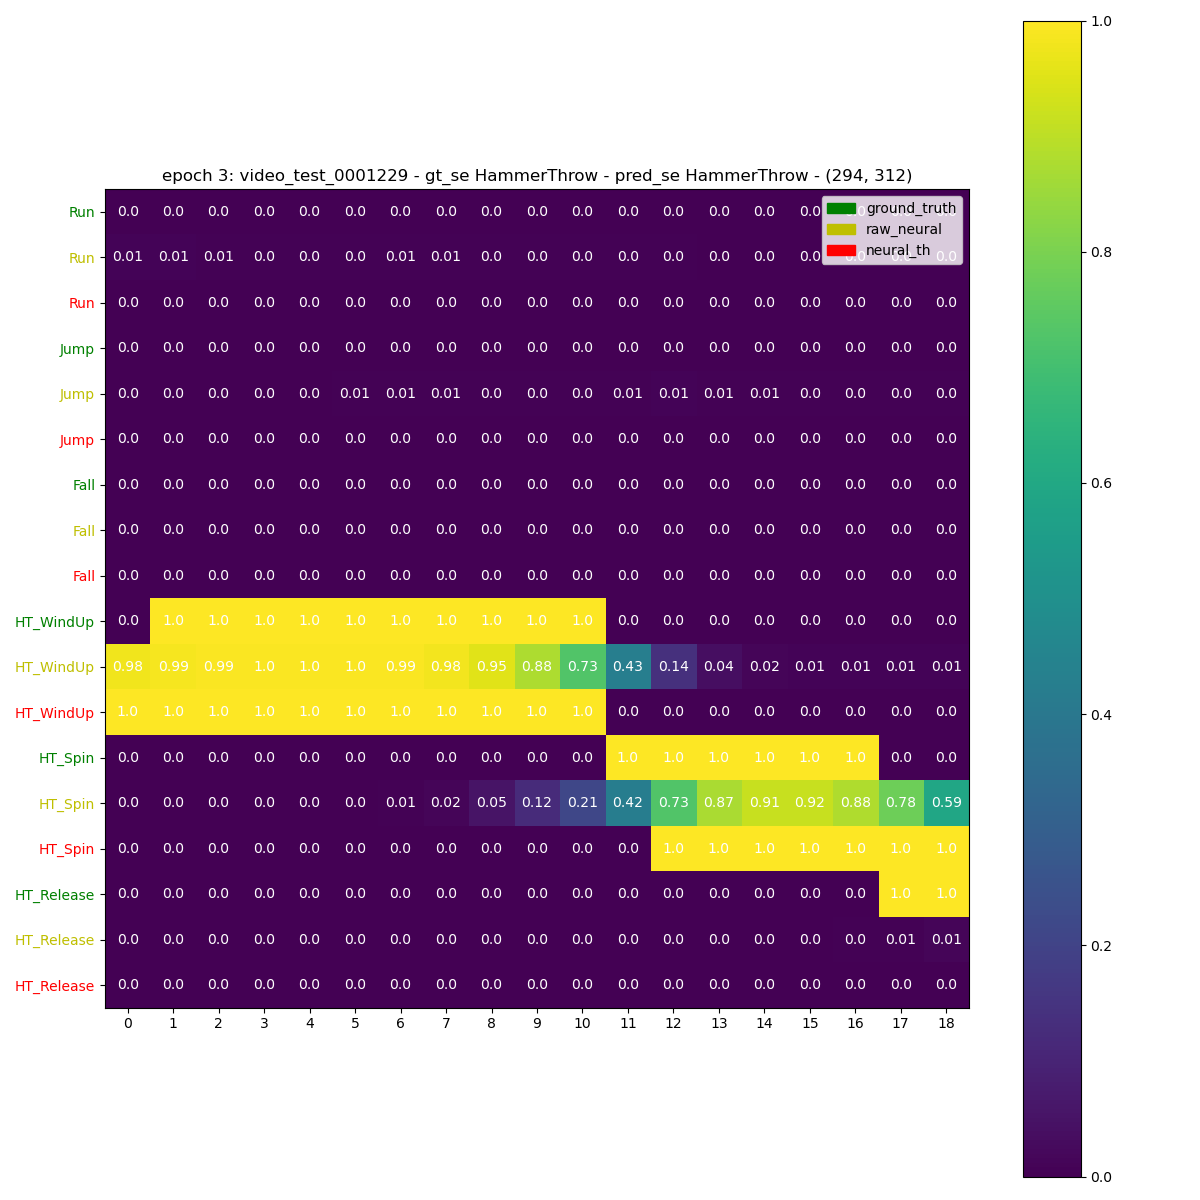 epoch 3: video_test_0001229 - gt_se HammerThrow - pred_se HammerThrow - (294, 312)
ground_truth
raw_neural
neural_th
Run 0.0 0.0 0.0 0.0 0.0 0.0 0.0 0.0 0.0 0.0 0.0 0.0 0.0 0.0 0.0 0.0
Run 0.01 0.01 0.01 0.0 0.0 0.0 0.01 0.01 0.0 0.0 0.0 0.0 0.0 0.0 0.0 0.0
Run 0.0 0.0 0.0 0.0 0.0 0.0 0.0 0.0 0.0 0.0 0.0 0.0 0.0 0.0 0.0 0.0 0.0 0.0 0.0
Jump 0.0 0.0 0.0 0.0 0.0 0.0 0.0 0.0 0.0 0.0 0.0 0.0 0.0 0.0 0.0 0.0 0.0 0.0 0.0
Jump 0.0 0.0 0.0 0.0 0.0 0.01 0.01 0.01 0.0 0.0 0.0 0.01 0.01 0.01 0.01 0.0 0.0 0.0 0.0
Jump 0.0 0.0 0.0 0.0 0.0 0.0 0.0 0.0 0.0 0.0 0.0 0.0 0.0 0.0 0.0 0.0 0.0 0.0 0.0
Fall 0.0 0.0 0.0 0.0 0.0 0.0 0.0 0.0 0.0 0.0 0.0 0.0 0.0 0.0 0.0 0.0 0.0 0.0 0.0
Fall 0.0 0.0 0.0 0.0 0.0 0.0 0.0 0.0 0.0 0.0 0.0 0.0 0.0 0.0 0.0 0.0 0.0 0.0 0.0
Fall 0.0 0.0 0.0 0.0 0.0 0.0 0.0 0.0 0.0 0.0 0.0 0.0 0.0 0.0 0.0 0.0 0.0 0.0 0.0
HT_WindUp 0.0 1.0 1.0 1.0 1.0 1.0 1.0 1.0 1.0 1.0 1.0 0.0 0.0 0.0 0.0 0.0 0.0 0.0 0.0
HT_WindUp 0.98 0.99 0.99 1.0 1.0 1.0 0.99 0.98 0.95 0.88 0.73 0.43 0.14 0.04 0.02 0.01 0.01 0.01 0.01
HT_WindUp 1.0 1.0 1.0 1.0 1.0 1.0 1.0 1.0 1.0 1.0 1.0 0.0 0.0 0.0 0.0 0.0 0.0 0.0 0.0
HT_Spin 0.0 0.0 0.0 0.0 0.0 0.0 0.0 0.0 0.0 0.0 0.0 1.0 1.0 1.0 1.0 1.0 1.0 0.0 0.0
HT_Spin 0.0 0.0 0.0 0.0 0.0 0.0 0.01 0.02 0.05 0.12 0.21 0.42 0.73 0.87 0.91 0.92 0.88 0.78 0.59
HT_Spin 0.0 0.0 0.0 0.0 0.0 0.0 0.0 0.0 0.0 0.0 0.0 0.0 1.0 1.0 1.0 1.0 1.0 1.0 1.0
HT_Release 0.0 0.0 0.0 0.0 0.0 0.0 0.0 0.0 0.0 0.0 0.0 0.0 0.0 0.0 0.0 0.0 0.0 1.0 1.0
HT_Release 0.0 0.0 0.0 0.0 0.0 0.0 0.0 0.0 0.0 0.0 0.0 0.0 0.0 0.0 0.0 0.0 0.0 0.01 0.01
HT_Release 0.0 0.0 0.0 0.0 0.0 0.0 0.0 0.0 0.0 0.0 0.0 0.0 0.0 0.0 0.0 0.0 0.0 0.0 0.0
0 1 2 3 4 5 6 7 8 9 10 11 12 13 14 15 16 17 18
1.0
0.8
0.6
0.4
0.2
0.0